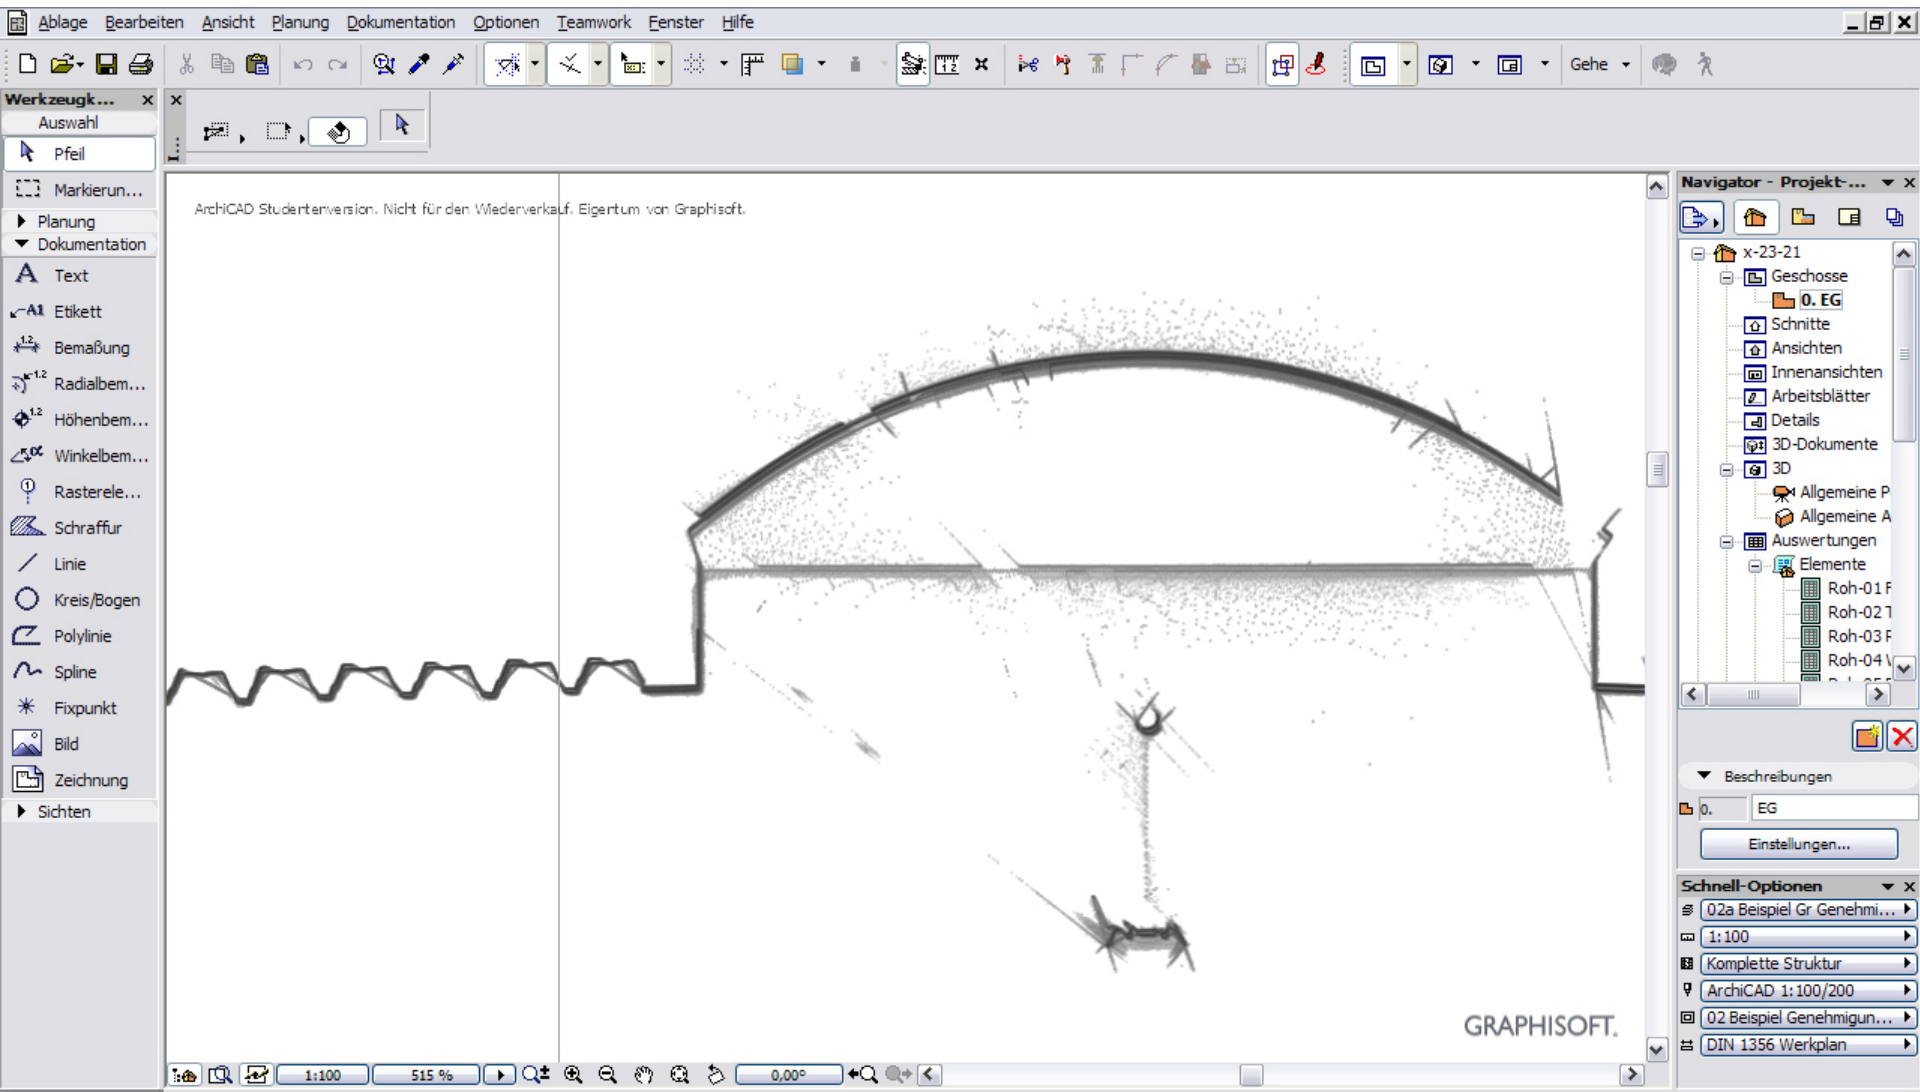 Ablage Bearbeiten Ansicht Planung Dokumentation Optionen Teamwork Fenster Hilfe
Gehe
Werkzeugk...
Auswahl
Pfeil
Markierun...
Planung
Dokumentation
Text
Etikett
Bemaßung
Radialbem...
Höhenbem...
Winkelbem...
Rasterele...
Schraffur
Linie
Kreis/Bogen
Polylinie
Spline
Fixpunkt
Bild
Zeichnung
Sichten
ArchiCAD Studentenversion. Nicht für den Wiederverkauf. Eigentum von Graphisoft.
GRAPHISOFT.
1:100
515 %
0,00°
Navigator - Projekt-...
x-23-21
Geschosse
0. EG
Schnitte
Ansichten
Innenansichten
Arbeitsblätter
Details
3D-Dokumente
3D
Allgemeine P
Allgemeine A
Auswertungen
Elemente
Roh-01 F
Roh-02 T
Roh-03 F
Roh-04 V
Beschreibungen
0. EG
Einstellungen...
Schnell-Optionen
02a Beispiel Gr Genehmi...
1:100
Komplette Struktur
ArchiCAD 1:100/200
02 Beispiel Genehmigun...
DIN 1356 Werkplan